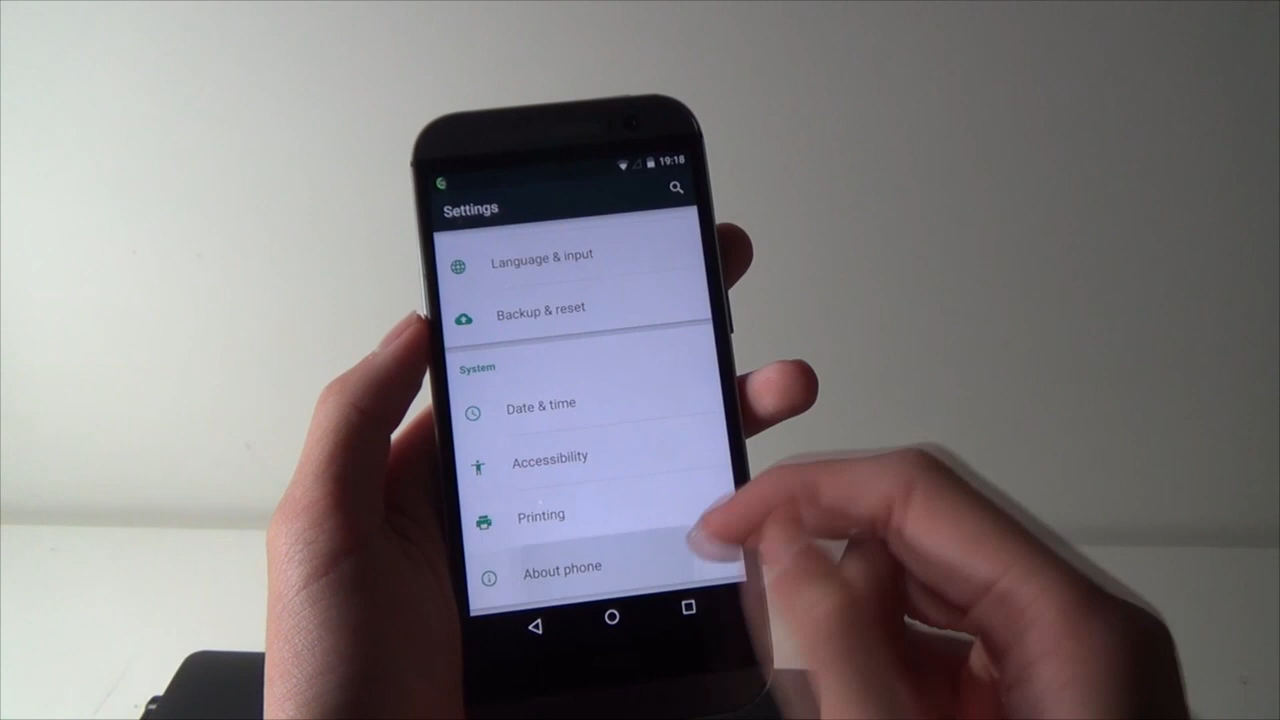 19:18
Settings
Language & input
Backup & reset
System
Date & time
Accessibility
Printing
About phone